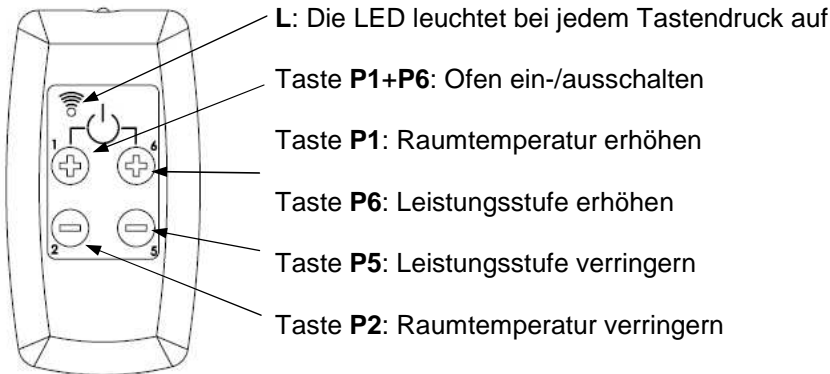 L: Die LED leuchtet bei jedem Tastendruck auf
Taste P1+P6: Ofen ein-/ausschalten
1 6
Taste P1: Raumtemperatur erhöhen
Taste P6: Leistungsstufe erhöhen
2 5
Taste P5: Leistungsstufe verringern
Taste P2: Raumtemperatur verringern